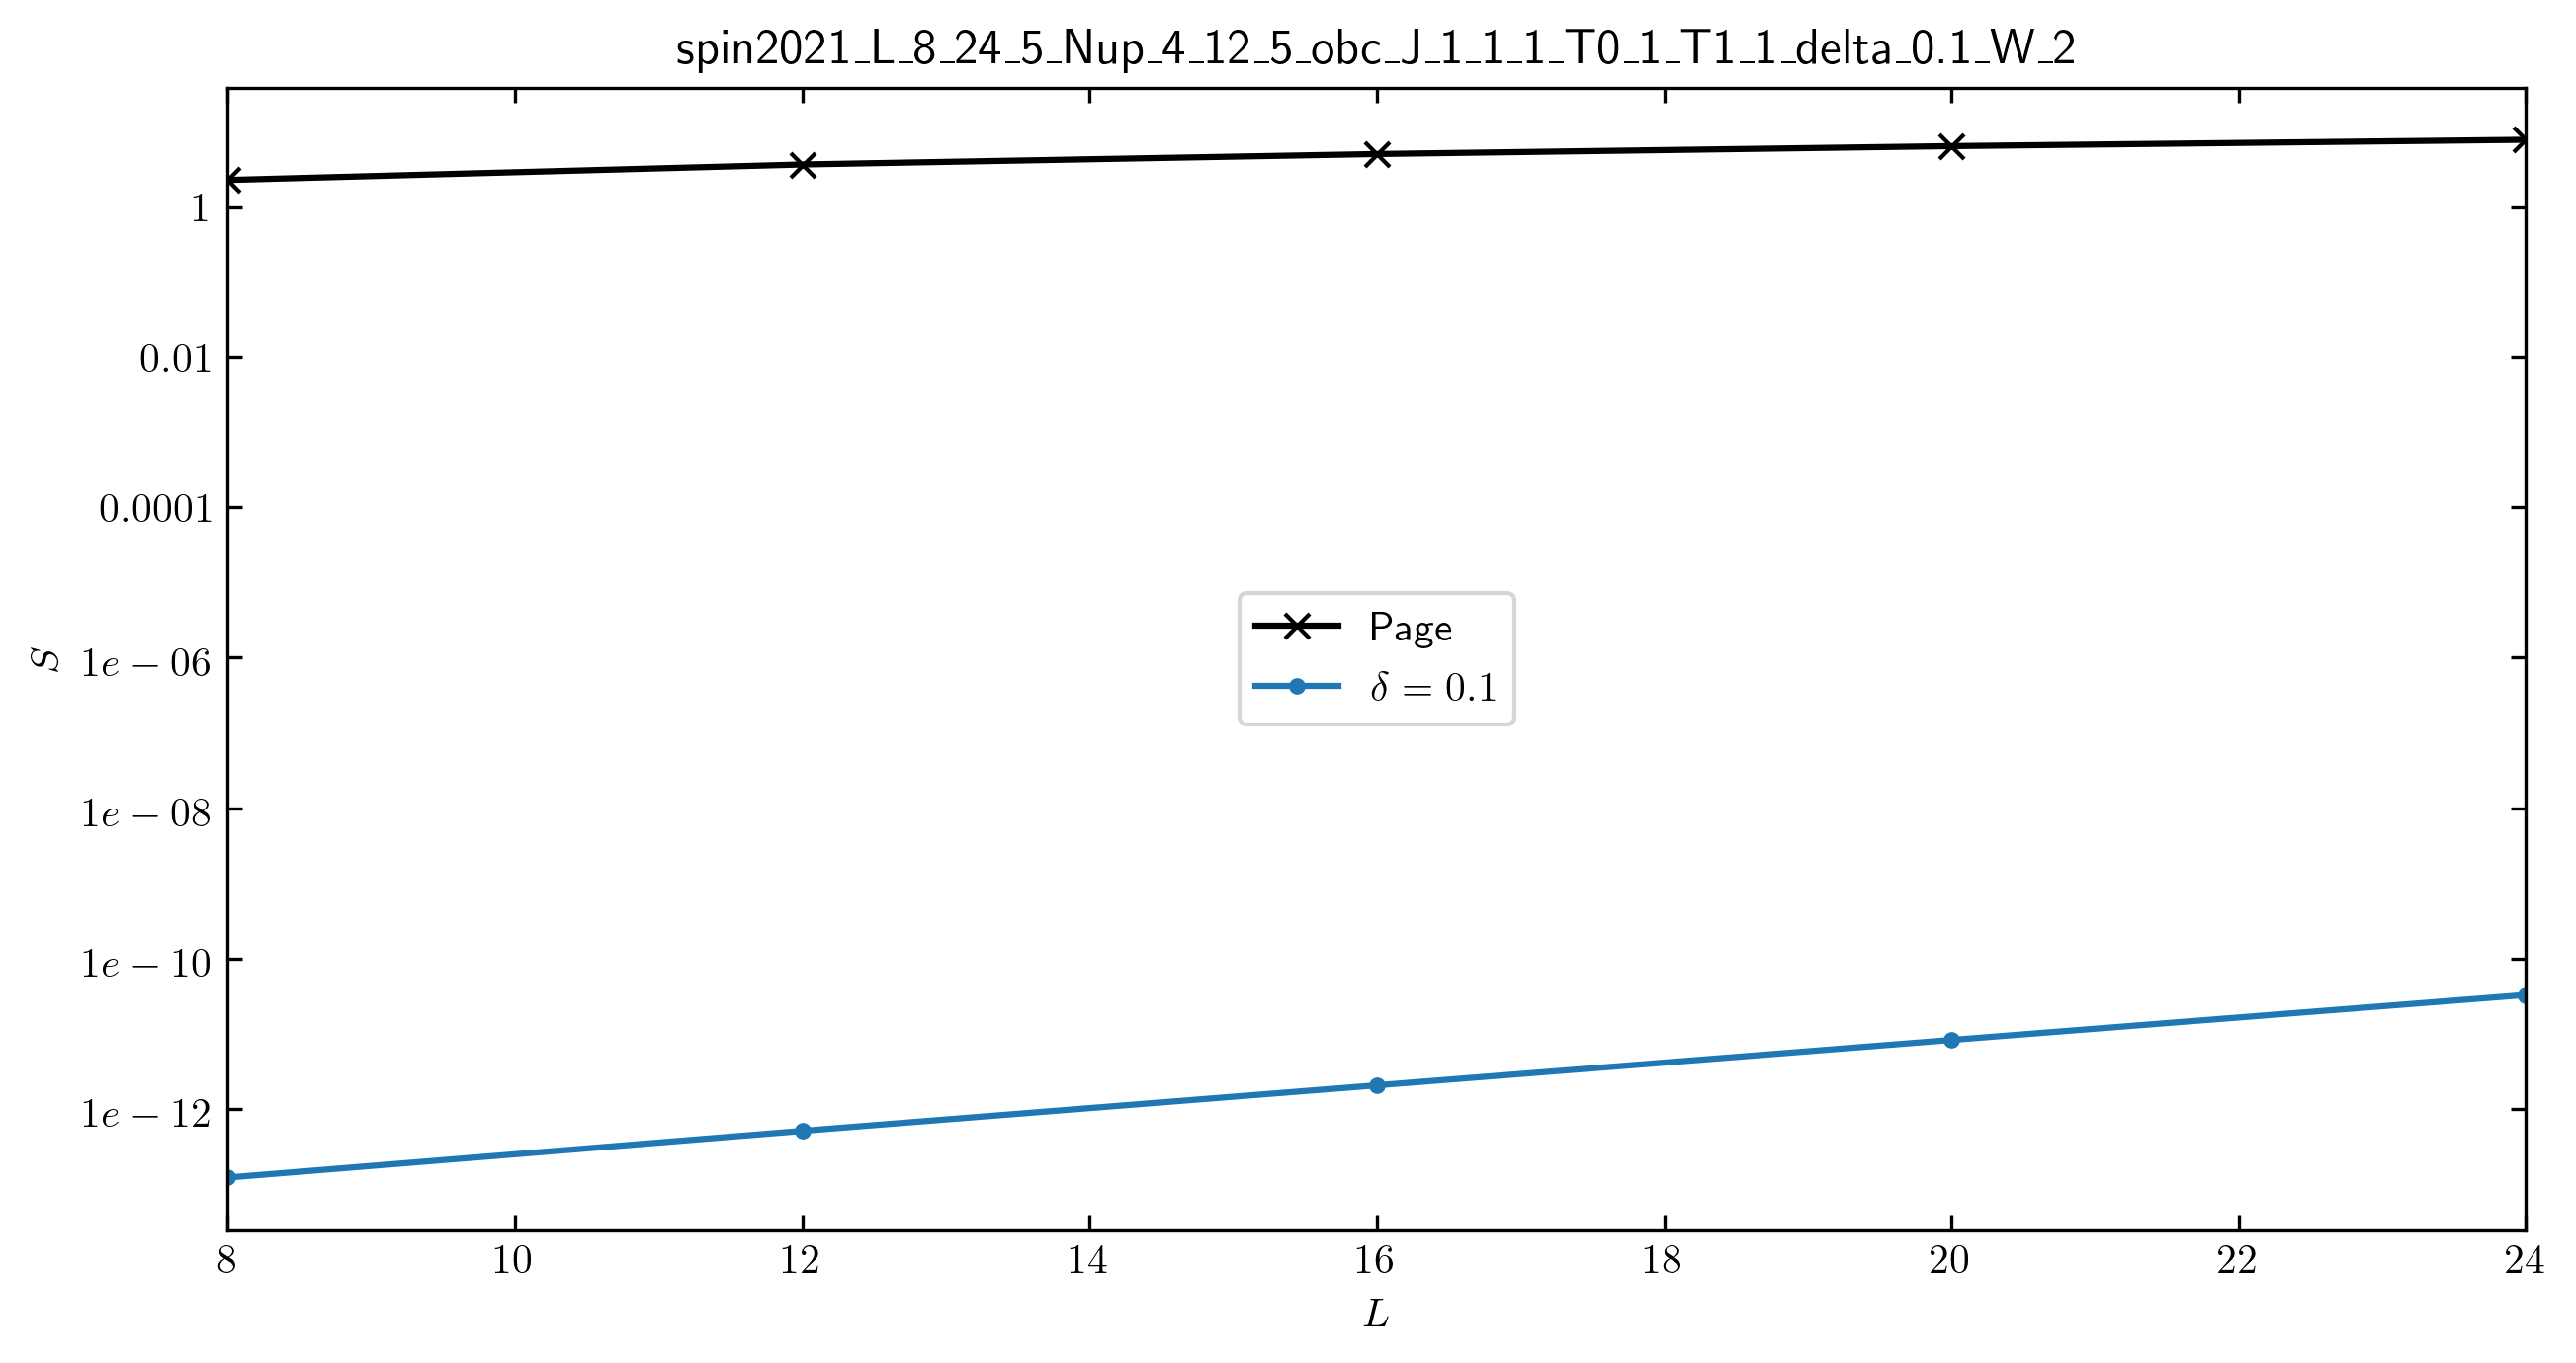 spin2021_L_8_24_5_Nup_4_12_5_obc_J_1_1_1_T0_1_T1_1_delta_0.1_W_2
1
0.01
0.0001
1e − 06
1e − 08
1e − 10
1e − 12
S
Page
δ = 0.1
8 10 12 14 16 18 20 22 24
L